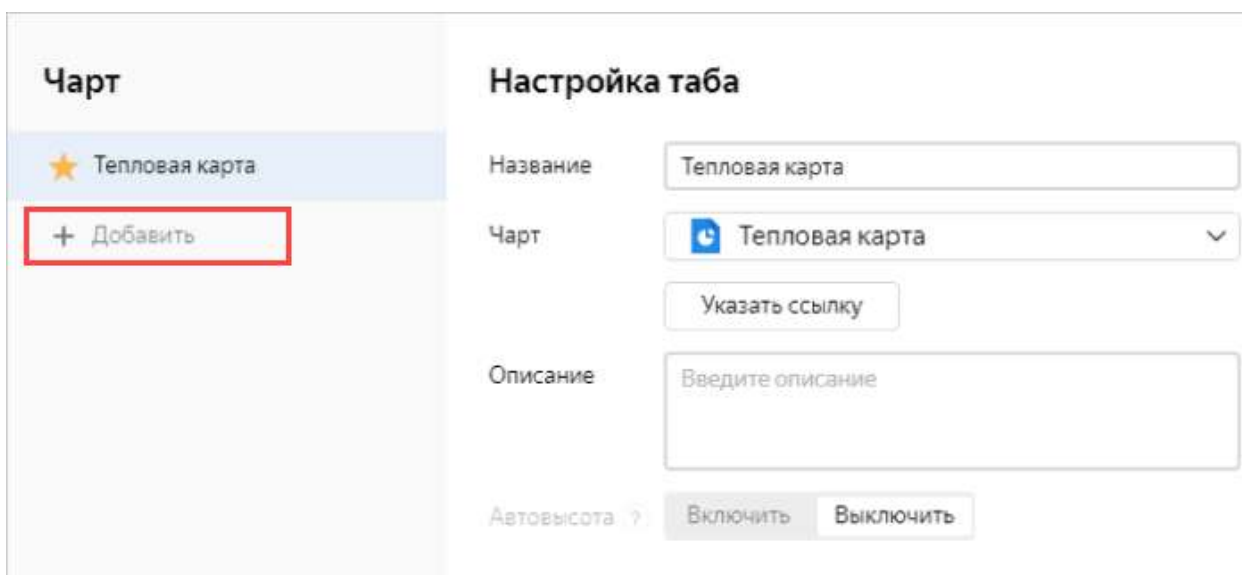 Чарт
Тепловая карта
+ Добавить
Настройка таба
Название
Тепловая карта
Чарт
Тепловая карта
Указать ссылку
Описание
Введите описание
Автовысота ?
Включить Выключить